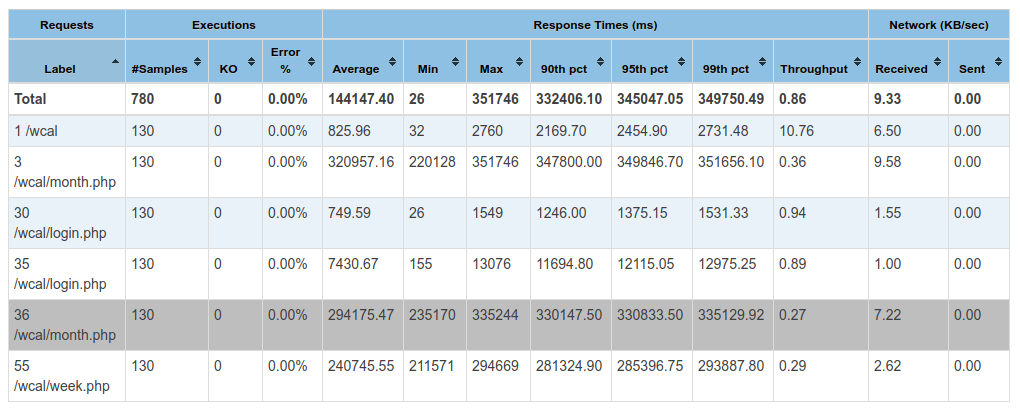 Requests Executions Response Times (ms) Network (KB/sec)
Label #Samples KO Error % Average Min Max 90th pct 95th pct 99th pct Throughput Received Sent
Total 780 0 0.00% 144147.40 26 351746 332406.10 345047.05 349750.49 0.86 9.33 0.00
1 /wcal 130 0 0.00% 825.96 32 2760 2169.70 2454.90 2731.48 10.76 6.50 0.00
3 130 0 0.00% 320957.16 220128 351746 347800.00 349846.70 351656.10 0.36 9.58 0.00
/wcal/month.php
30 130 0 0.00% 749.59 26 1549 1246.00 1375.15 1531.33 0.94 1.55 0.00
/wcal/login.php
35 130 0 0.00% 7430.67 155 13076 11694.80 12115.05 12975.25 0.89 1.00 0.00
/wcal/login.php
36 130 0 0.00% 294175.47 235170 335244 330147.50 330833.50 335129.92 0.27 7.22 0.00
/wcal/month.php
55 130 0 0.00% 240745.55 211571 294669 281324.90 285396.75 293887.80 0.29 2.62 0.00
/wcal/week.php